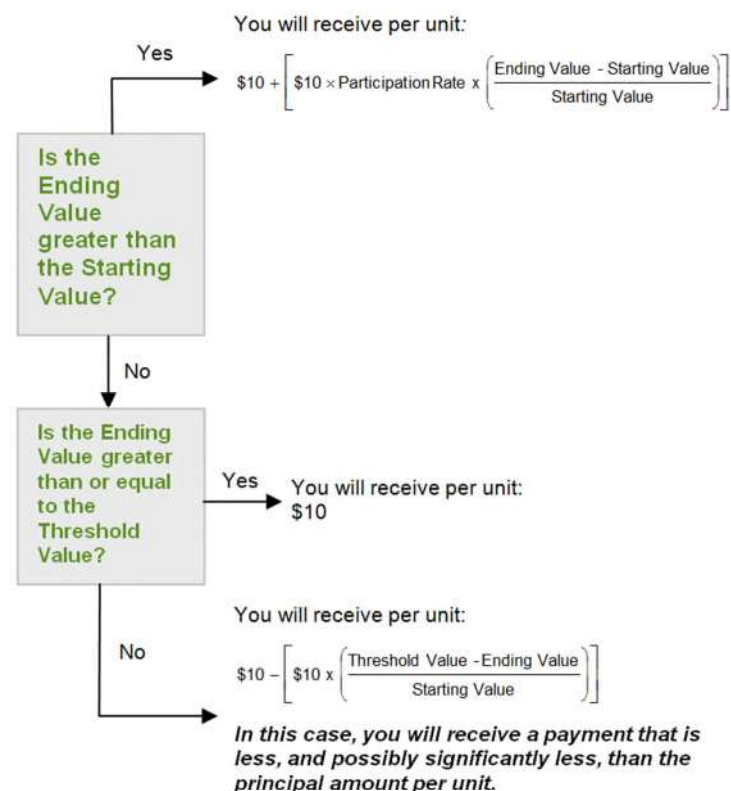 You will receive per unit:
Yes
$10 + [ $10 × Participation Rate x ( Ending Value - Starting Value / Starting Value ) ]
Is the
Ending
Value
greater than
the Starting
Value?
No
Is the Ending
Value greater
than or equal
to the
Threshold
Value?
Yes
You will receive per unit:
$10
You will receive per unit:
No
$10 − [ $10 x ( Threshold Value - Ending Value / Starting Value ) ]
In this case, you will receive a payment that is
less, and possibly significantly less, than the
principal amount per unit.